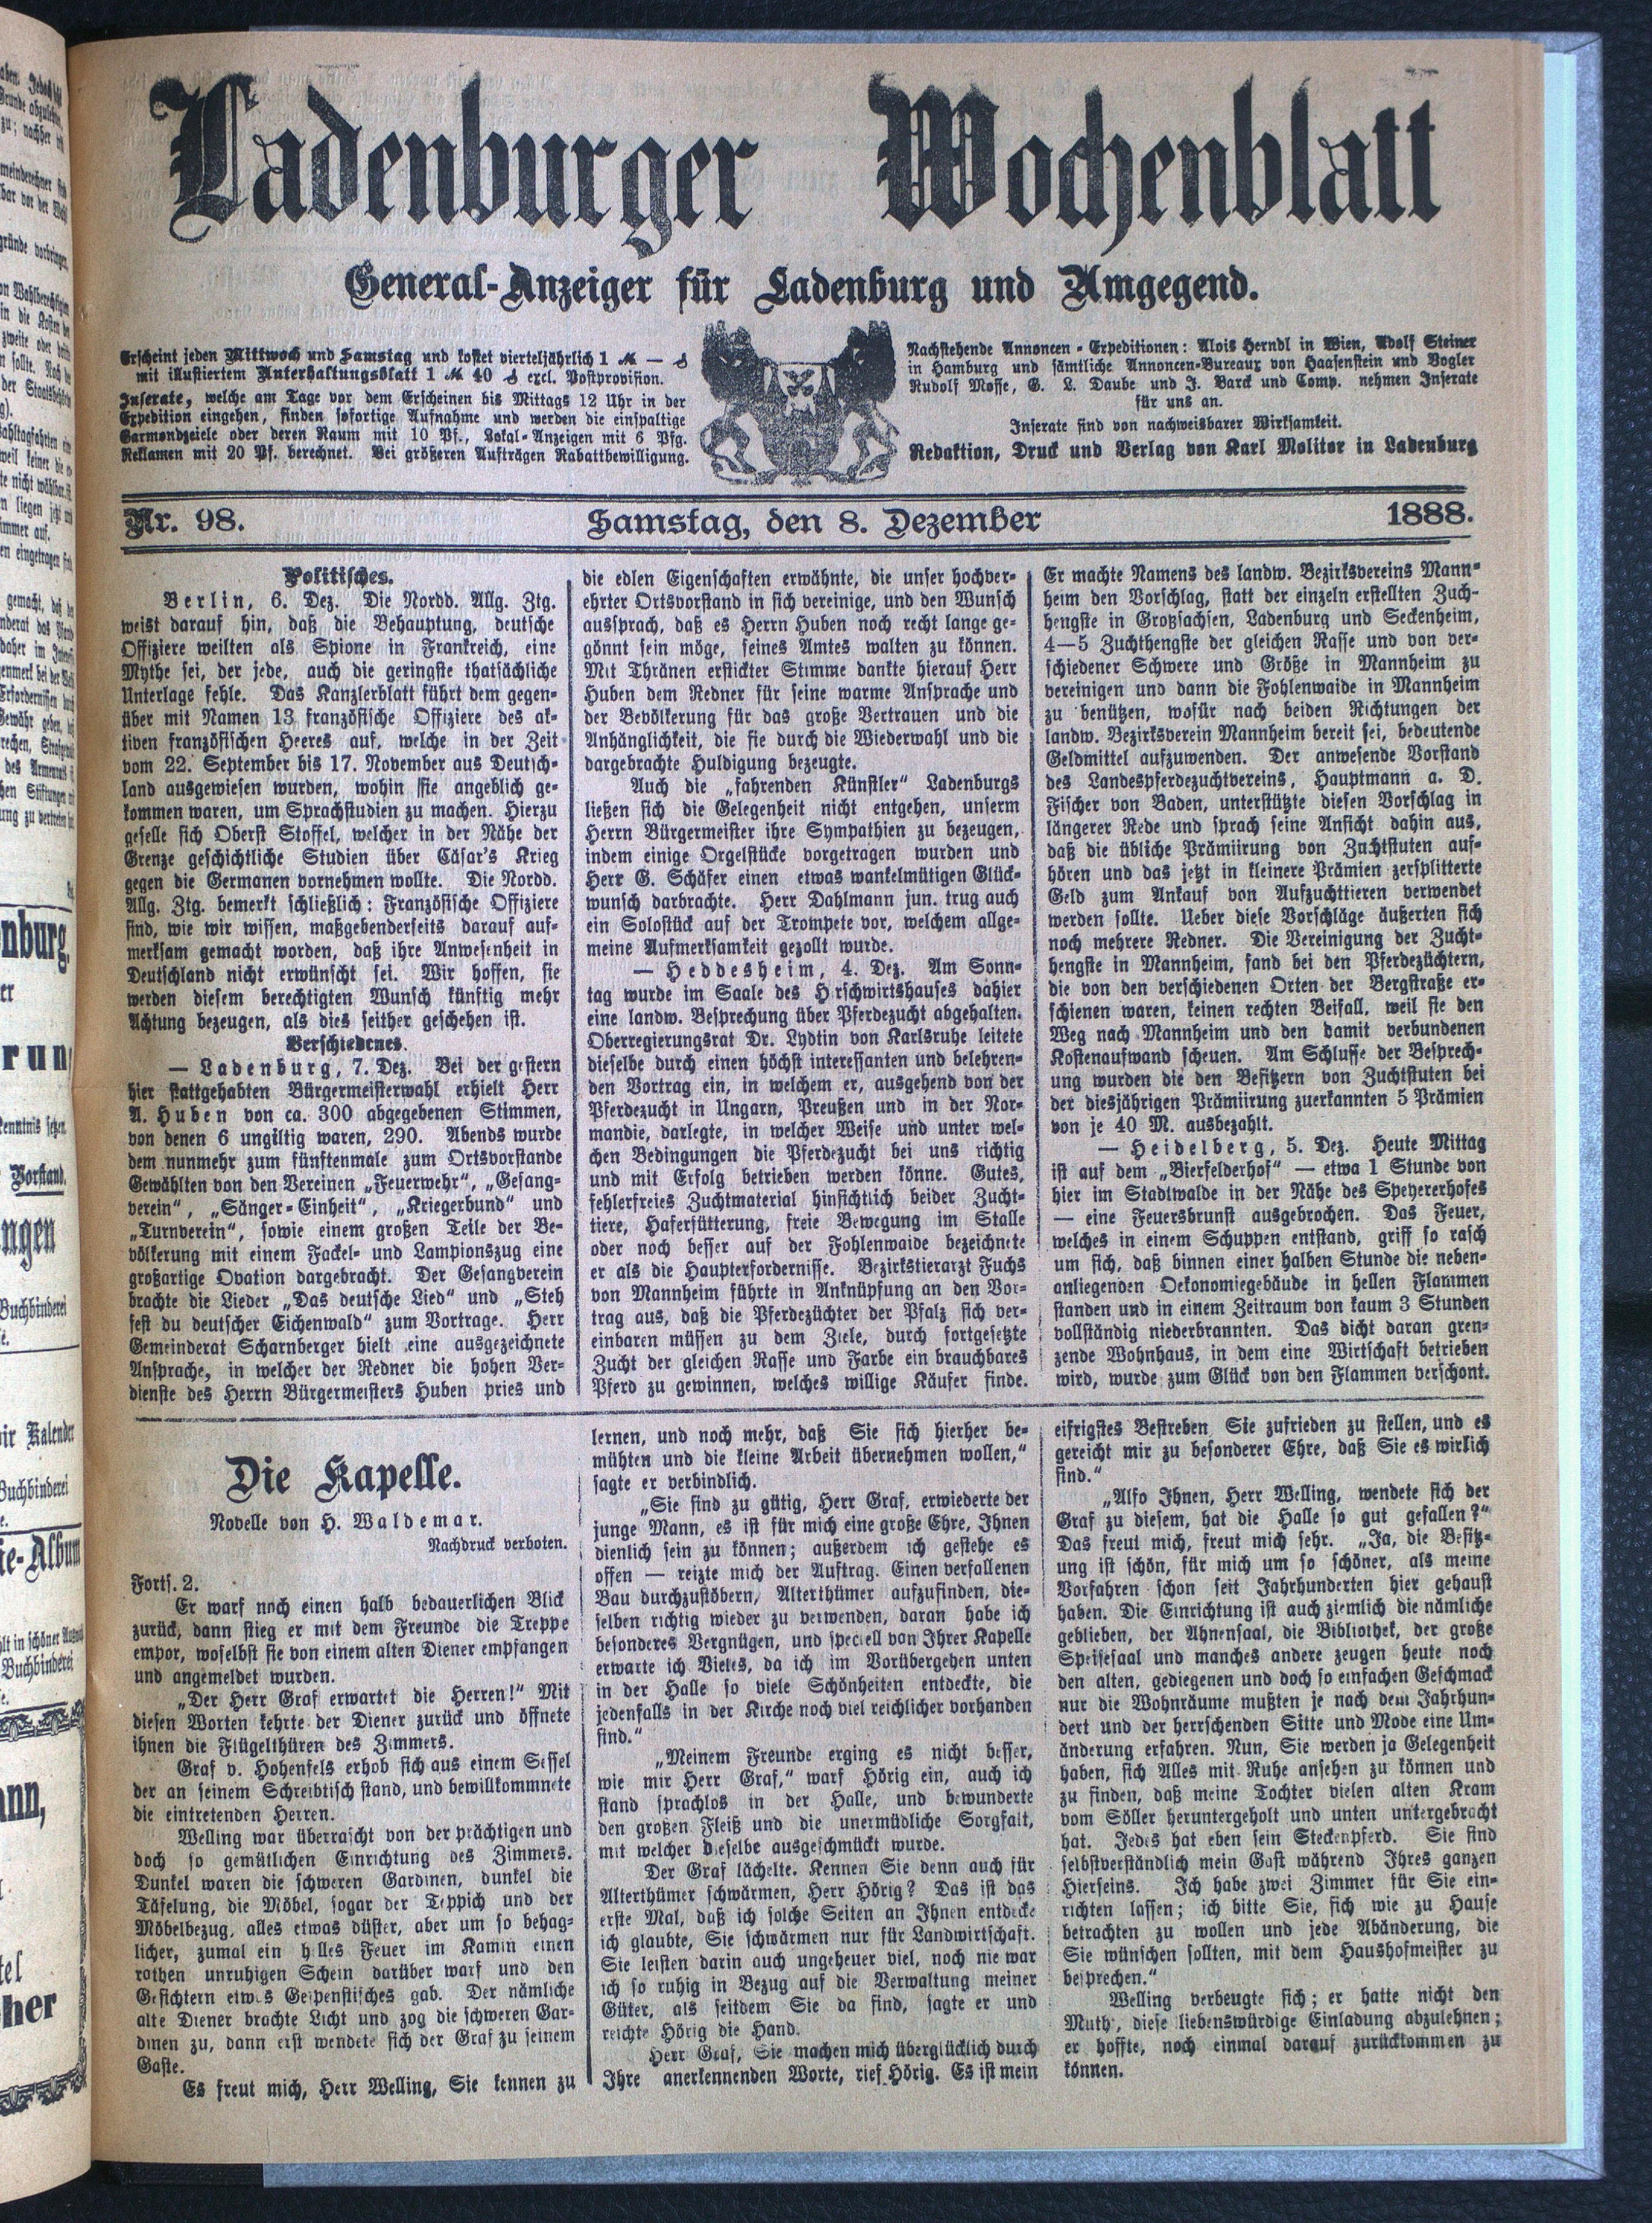 Ladenburger Wochenblatt
General-Anzeiger für Ladenburg und Umgegend.
Erscheint jeden Mittwoch und Samstag und kostet vierteljährlich 1 ℳ — ₰
mit illustiertem Unterhaltungsblatt 1 ℳ 40 ₰ excl. Postprovision.
Inserate, welche am Tage vor dem Erscheinen bis Mittags 12 Uhr in der
Expedition eingehen, finden sofortige Aufnahme und werden die einspaltige
Garmondzeile oder deren Raum mit 10 Pf., Lokal-Anzeigen mit 6 Pfg.
Reklamen mit 20 Pf. berechnet. Bei größeren Aufträgen Rabattbewilligung.
Nachstehende Annoncen-Expeditionen: Alois Herndl in Wien, Adolf Steiner
in Hamburg und sämtliche Annoncen-Bureaux von Haasenstein und Vogler
Rudolf Mosse, G. L. Daube und J. Barck und Comp. nehmen Inserate
für uns an.
Inserate sind von nachweisbarer Wirksamkeit.
Redaktion, Druck und Verlag von Karl Molitor in Ladenburg
Nr. 98. Samstag, den 8. Dezember 1888.
Politisches.
Berlin, 6. Dez. Die Nordd. Allg. Ztg.
weist darauf hin, daß die Behauptung, deutsche
Offiziere weilten als Spione in Frankreich, eine
Mythe sei, der jede, auch die geringste thatsächliche
Unterlage fehle. Das Kanzlerblatt führt dem gegen-
über mit Namen 13 französische Offiziere des ak-
tiven französischen Heeres auf, welche in der Zeit
vom 22. September bis 17. November aus Deutsch-
land ausgewiesen wurden, wohin sie angeblich ge-
kommen waren, um Sprachstudien zu machen. Hierzu
geselle sich Oberst Stoffel, welcher in der Nähe der
Grenze geschichtliche Studien über Cäsar's Krieg
gegen die Germanen vornehmen wollte. Die Nordd.
Allg. Ztg. bemerkt schließlich: Französische Offiziere
sind, wie wir wissen, maßgebenderseits darauf auf-
merksam gemacht worden, daß ihre Anwesenheit in
Deutschland nicht erwünscht sei. Wir hoffen, sie
werden diesem berechtigten Wunsch künftig mehr
Achtung bezeugen, als dies seither geschehen ist.
Verschiedenes.
— Ladenburg, 7. Dez. Bei der gestern
hier stattgehabten Bürgermeisterwahl erhielt Herr
A. Huben von ca. 300 abgegebenen Stimmen,
von denen 6 ungiltig waren, 290. Abends wurde
dem nunmehr zum fünftenmale zum Ortsvorstande
Gewählten von den Vereinen „Feuerwehr“, „Gesang-
verein“, „Sänger-Einheit“, „Kriegerbund“ und
„Turnverein“, sowie einem großen Teile der Be-
völkerung mit einem Fackel- und Lampionszug eine
großartige Ovation dargebracht. Der Gesangverein
brachte die Lieder „Das deutsche Lied“ und „Steh
fest du deutscher Eichenwald“ zum Vortrage. Herr
Gemeinderat Scharnberger hielt eine ausgezeichnete
Ansprache, in welcher der Redner die hohen Ver-
dienste des Herrn Bürgermeisters Huben pries und
die edlen Eigenschaften erwähnte, die unser hochver-
ehrter Ortsvorstand in sich vereinige, und den Wunsch
aussprach, daß es Herrn Huben noch recht lange ge-
gönnt sein möge, seines Amtes walten zu können.
Mit Thränen erstickter Stimme dankte hierauf Herr
Huben dem Redner für seine warme Ansprache und
der Bevölkerung für das große Vertrauen und die
Anhänglichkeit, die sie durch die Wiederwahl und die
dargebrachte Huldigung bezeugte.
Auch die „fahrenden Künstler“ Ladenburgs
ließen sich die Gelegenheit nicht entgehen, unserm
Herrn Bürgermeister ihre Sympathien zu bezeugen,
indem einige Orgelstücke vorgetragen wurden und
Herr G. Schäfer einen etwas wankelmütigen Glück-
wunsch darbrachte. Herr Dahlmann jun. trug auch
ein Solostück auf der Trompete vor, welchem allge-
meine Aufmerksamkeit gezollt wurde.
— Heddesheim, 4. Dez. Am Sonn-
tag wurde im Saale des H rschwirtshauses dahier
eine landw. Besprechung über Pferdezucht abgehalten.
Oberregierungsrat Dr. Lydtin von Karlsruhe leitete
dieselbe durch einen höchst interessanten und belehren-
den Vortrag ein, in welchem er, ausgehend von der
Pferdezucht in Ungarn, Preußen und in der Nor-
mandie, darlegte, in welcher Weise und unter wel-
chen Bedingungen die Pferdezucht bei uns richtig
und mit Erfolg betrieben werden könne. Gutes,
fehlerfreies Zuchtmaterial hinsichtlich beider Zucht-
tiere, Haferfütterung, freie Bewegung im Stalle
oder noch besser auf der Fohlenwaide bezeichnete
er als die Haupterfordernisse. Bezirkstierarzt Fuchs
von Mannheim führte in Anknüpfung an den Vor-
trag aus, daß die Pferdezüchter der Pfalz sich ver-
einbaren müssen zu dem Ziele, durch fortgesetzte
Zucht der gleichen Rasse und Farbe ein brauchbares
Pferd zu gewinnen, welches willige Käufer finde.
Er machte Namens des landw. Bezirksvereins Mann-
heim den Vorschlag, statt der einzeln erstellten Zucht-
hengste in Großsachsen, Ladenburg und Seckenheim,
4—5 Zuchthengste der gleichen Rasse und von ver-
schiedener Schwere und Größe in Mannheim zu
vereinigen und dann die Fohlenwaide in Mannheim
zu benützen, wofür nach beiden Richtungen der
landw. Bezirksverein Mannheim bereit sei, bedeutende
Geldmittel aufzuwenden. Der anwesende Vorstand
des Landespferdezuchtvereins, Hauptmann a. D.
Fischer von Baden, unterstützte diesen Vorschlag in
längerer Rede und sprach seine Ansicht dahin aus,
daß die übliche Prämiirung von Zuchtstuten auf-
hören und das jetzt in kleinere Prämien zersplitterte
Geld zum Ankauf von Aufzuchttieren verwendet
werden sollte. Ueber diese Vorschläge äußerten sich
noch mehrere Redner. Die Vereinigung der Zucht-
hengste in Mannheim, fand bei den Pferdezüchtern,
die von den verschiedenen Orten der Bergstraße er-
schienen waren, keinen rechten Beifall, weil sie den
Weg nach Mannheim und den damit verbundenen
Kostenaufwand scheuen. Am Schlusse der Besprech-
ung wurden die den Besitzern von Zuchtstuten bei
der diesjährigen Prämiirung zuerkannten 5 Prämien
von je 40 M. ausbezahlt.
— Heidelberg, 5. Dez. Heute Mittag
ist auf dem „Bierfelderhof“ — etwa 1 Stunde von
hier im Stadtwalde in der Nähe des Speyererhofes
— eine Feuersbrunst ausgebrochen. Das Feuer,
welches in einem Schuppen entstand, griff so rasch
um sich, daß binnen einer halben Stunde die neben-
anliegenden Oekonomiegebäude in hellen Flammen
standen und in einem Zeitraum von kaum 3 Stunden
vollständig niederbrannten. Das dicht daran gren-
zende Wohnhaus, in dem eine Wirtschaft betrieben
wird, wurde zum Glück von den Flammen verschont.
Die Kapelle.
Novelle von H. Waldemar.
Nachdruck verboten.
Forts. 2.
Er warf noch einen halb bedauerlichen Blick
zurück, dann stieg er mit dem Freunde die Treppe
empor, woselbst sie von einem alten Diener empfangen
und angemeldet wurden.
„Der Herr Graf erwartet die Herren!“ Mit
diesen Worten kehrte der Diener zurück und öffnete
ihnen die Flügelthüren des Zimmers.
Graf v. Hohenfels erhob sich aus einem Sessel
der an seinem Schreibtisch stand, und bewillkommnete
die eintretenden Herren.
Welling war überrascht von der prächtigen und
doch so gemütlichen Einrichtung des Zimmers.
Dunkel waren die schweren Gardinen, dunkel die
Täfelung, die Möbel, sogar der Teppich und der
Möbelbezug, alles etwas düster, aber um so behag-
licher, zumal ein helles Feuer im Kamin einen
rothen unruhigen Schein darüber warf und den
Gesichtern etwas Gespenstisches gab. Der nämliche
alte Diener brachte Licht und zog die schweren Gar-
dinen zu, dann erst wendete sich der Graf zu seinem
Gaste.
Es freut mich, Herr Welling, Sie kennen zu
lernen, und noch mehr, daß Sie sich hierher be-
mühten und die kleine Arbeit übernehmen wollen,“
sagte er verbindlich.
„Sie sind zu gütig, Herr Graf, erwiederte der
junge Mann, es ist für mich eine große Ehre, Ihnen
dienlich sein zu können; außerdem ich gestehe es
offen — reizte mich der Auftrag. Einen verfallenen
Bau durchzustöbern, Alterthümer aufzufinden, die-
selben richtig wieder zu verwenden, daran habe ich
besonderes Vergnügen, und speciell von Ihrer Kapelle
erwarte ich Vieles, da ich im Vorübergehen unten
in der Halle so viele Schönheiten entdeckte, die
jedenfalls in der Kirche noch viel reichlicher vorhanden
sind.“
„Meinem Freunde erging es nicht besser,
wie mir Herr Graf,“ warf Hörig ein, auch ich
stand sprachlos in der Halle, und bewunderte
den großen Fleiß und die unermüdliche Sorgfalt,
mit welcher dieselbe ausgeschmückt wurde.
Der Graf lächelte. Kennen Sie denn auch für
Alterthümer schwärmen, Herr Hörig? Das ist das
erste Mal, daß ich solche Seiten an Ihnen entdecke
ich glaubte, Sie schwärmen nur für Landwirtschaft.
Sie leisten darin auch ungeheuer viel, noch nie war
ich so ruhig in Bezug auf die Verwaltung meiner
Güter, als seitdem Sie da sind, sagte er und
reichte Hörig die Hand.
Herr Graf, Sie machen mich überglücklich durch
Ihre anerkennenden Worte, rief Hörig. Es ist mein
eifrigstes Bestreben Sie zufrieden zu stellen, und es
gereicht mir zu besonderer Ehre, daß Sie es wirlich
sind.“
„Also Ihnen, Herr Welling, wendete sich der
Graf zu diesem, hat die Halle so gut gefallen?“
Das freut mich, freut mich sehr. „Ja, die Besitz-
ung ist schön, für mich um so schöner, als meine
Vorfahren schon seit Jahrhunderten hier gehaust
haben. Die Einrichtung ist auch ziemlich die nämliche
geblieben, der Ahnensaal, die Bibliothek, der große
Speisesaal und manches andere zeugen heute noch
den alten, gediegenen und doch so einfachen Geschmack
nur die Wohnräume mußten je nach dem Jahrhun-
dert und der herrschenden Sitte und Mode eine Um-
änderung erfahren. Nun, Sie werden ja Gelegenheit
haben, sich Alles mit Ruhe ansehen zu können und
zu finden, daß meine Tochter vielen alten Kram
vom Söller heruntergeholt und unten untergebracht
hat. Jedes hat eben sein Steckenpferd. Sie sind
selbstverständlich mein Gast während Ihres ganzen
Hierseins. Ich habe zwei Zimmer für Sie ein-
richten lassen; ich bitte Sie, sich wie zu Hause
betrachten zu wollen und jede Abänderung, die
Sie wünschen sollten, mit dem Haushofmeister zu
besprechen.“
Welling verbeugte sich; er hatte nicht den
Muth, diese liebenswürdige Einladung abzulehnen;
er hoffte, noch einmal darauf zurückkommen zu
können.